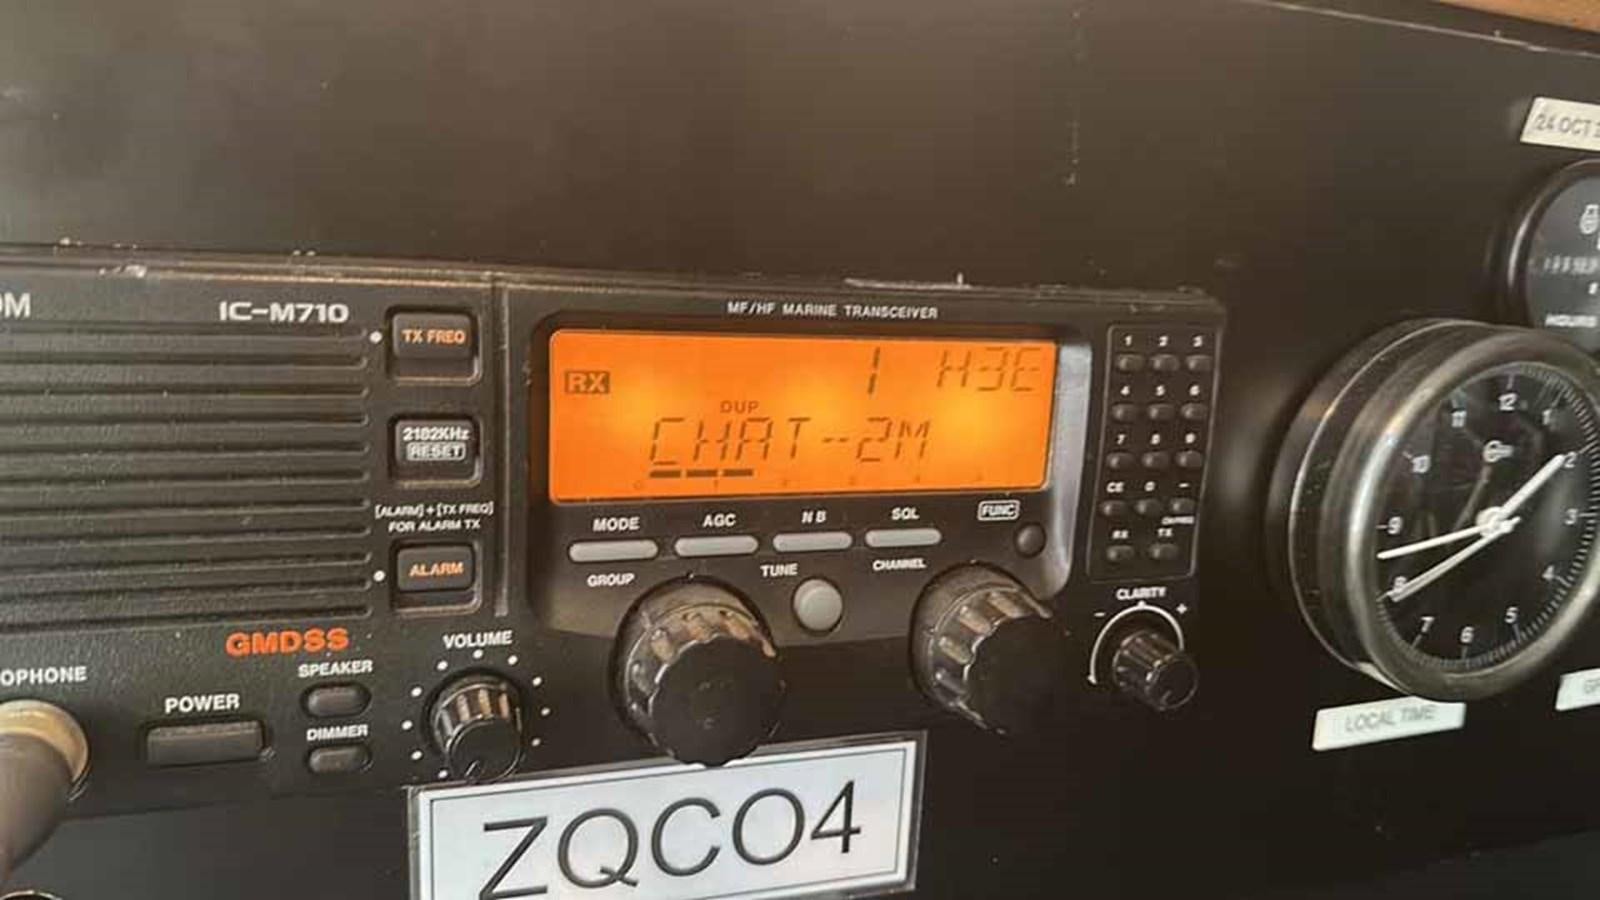 MF/HF MARINE TRANSCEIVER
OM
IC-M710
TX FREQ
2182KHz
RESET
[ALARM]+[TX FREQ]
FOR ALARM TX
ALARM
GMDSS
OPHONE
POWER
SPEAKER
DIMMER
VOLUME
RX
1 H3E
DUP
CHAT--2M
MODE AGC NB SQL FUNC
GROUP TUNE CHANNEL
1 2 3
4 5 6
7 8 9
CE 0 -
RX TX
- CLARITY +
ZQCO4
24 OCT
HOURS
12 1 2 3 4 5 6 7 8 9 10 11
LOCAL TIME